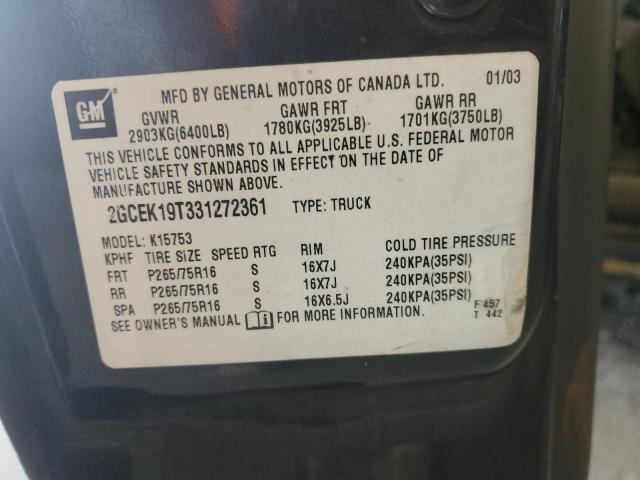 GM
MFD BY GENERAL MOTORS OF CANADA LTD. 01/03
GVWR GAWR FRT GAWR RR
2903KG(6400LB) 1780KG(3925LB) 1701KG(3750LB)
THIS VEHICLE CONFORMS TO ALL APPLICABLE U.S. FEDERAL MOTOR
VEHICLE SAFETY STANDARDS IN EFFECT ON THE DATE OF
MANUFACTURE SHOWN ABOVE.
2GCEK19T331272361 TYPE: TRUCK
MODEL: K15753
KPHF TIRE SIZE SPEED RTG RIM COLD TIRE PRESSURE
FRT P265/75R16 S 16X7J 240KPA(35PSI)
RR P265/75R16 S 16X7J 240KPA(35PSI)
SPA P265/75R16 S 16X6.5J 240KPA(35PSI)
SEE OWNER'S MANUAL FOR MORE INFORMATION.
F 457
T 442